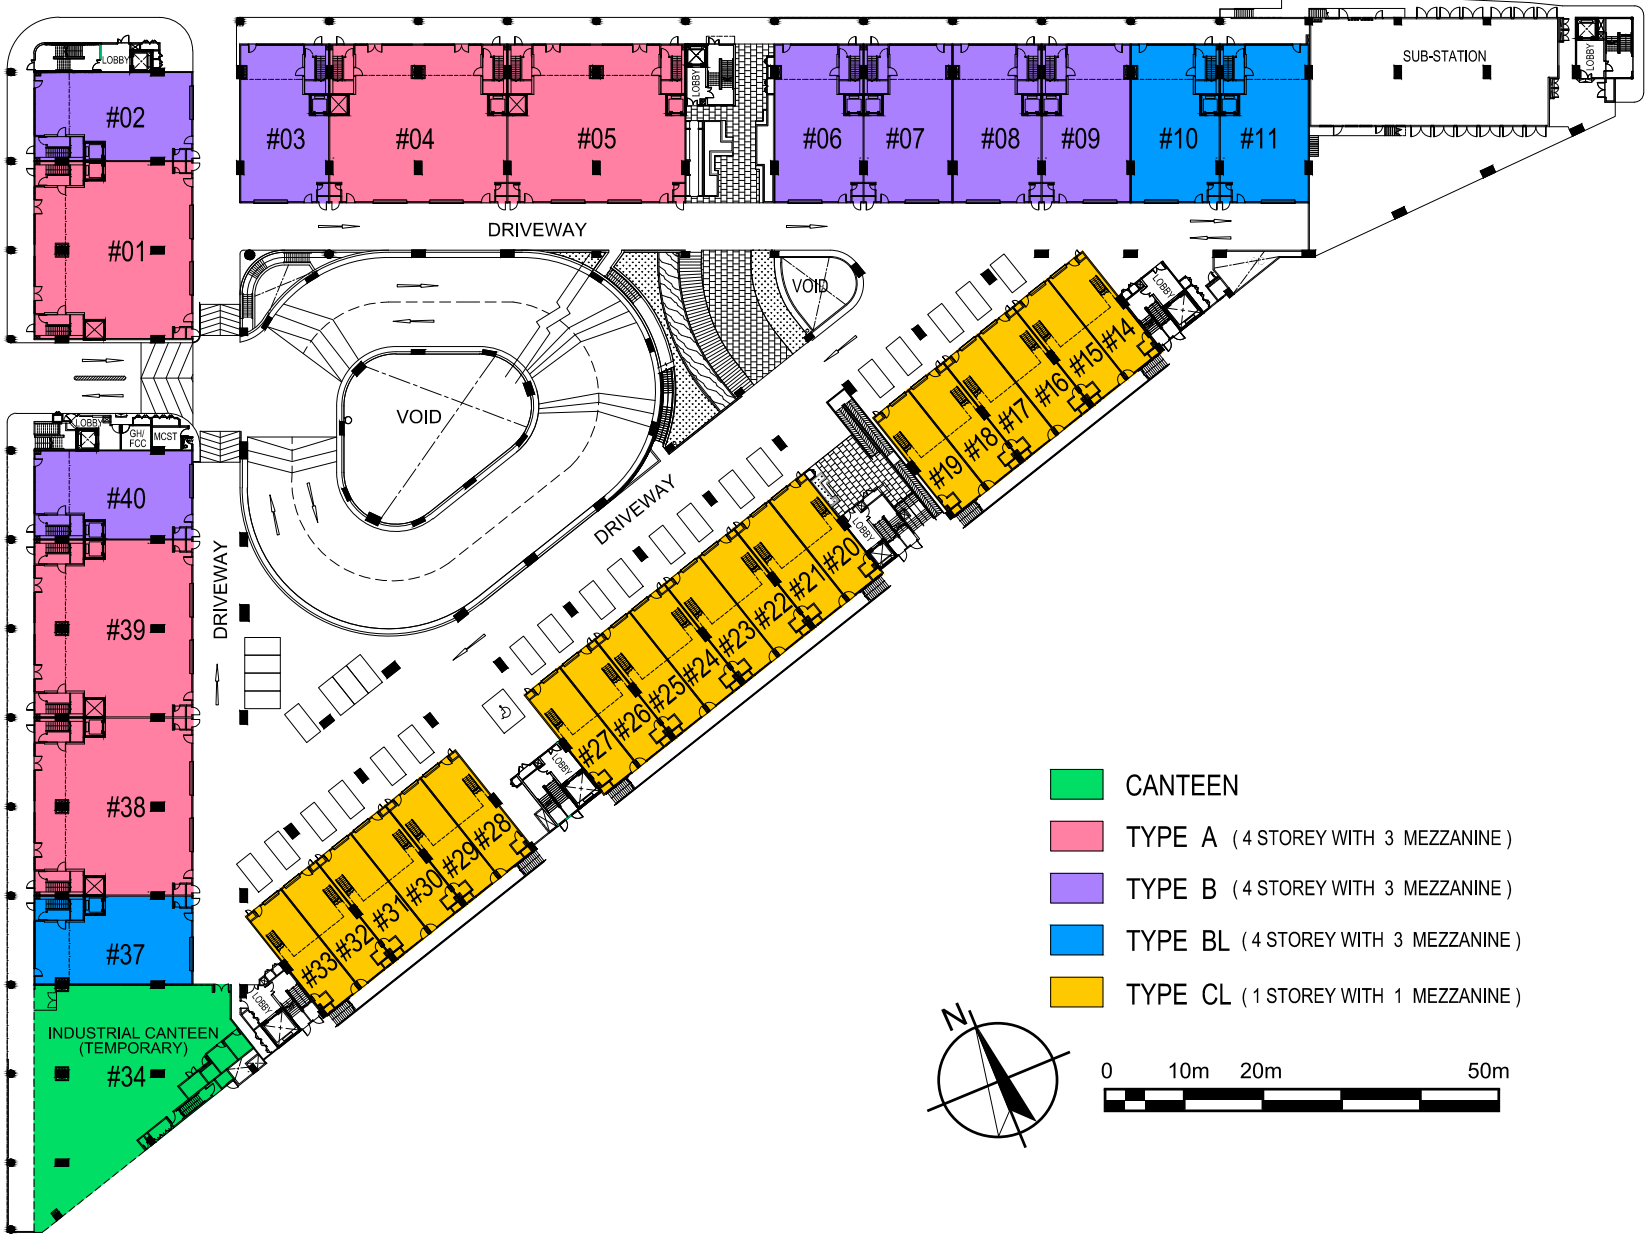 LOBBY
#02
#01
#03
#04
#05
LOBBY
#06
#07
#08
#09
#10
#11
SUB-STATION
LOBBY
DRIVEWAY
VOID
VOID
LOBBY
#14
#15
#16
#17
#18
#19
LOBBY
GH/
FCC
MCST
#40
#39
#38
#37
DRIVEWAY
DRIVEWAY
LOBBY
#20
#21
#22
#23
#24
#25
#26
#27
LOBBY
#28
#29
#30
#31
#32
#33
LOBBY
INDUSTRIAL CANTEEN
(TEMPORARY)
#34
CANTEEN
TYPE A ( 4 STOREY WITH 3 MEZZANINE )
TYPE B ( 4 STOREY WITH 3 MEZZANINE )
TYPE BL ( 4 STOREY WITH 3 MEZZANINE )
TYPE CL ( 1 STOREY WITH 1 MEZZANINE )
N
0 10m 20m 50m